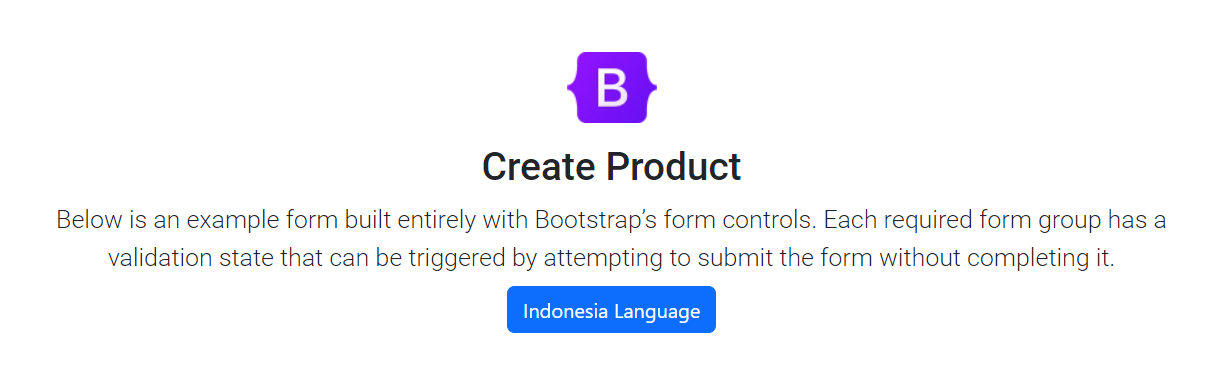 B
Create Product
Below is an example form built entirely with Bootstrap’s form controls. Each required form group has a
validation state that can be triggered by attempting to submit the form without completing it.
Indonesia Language